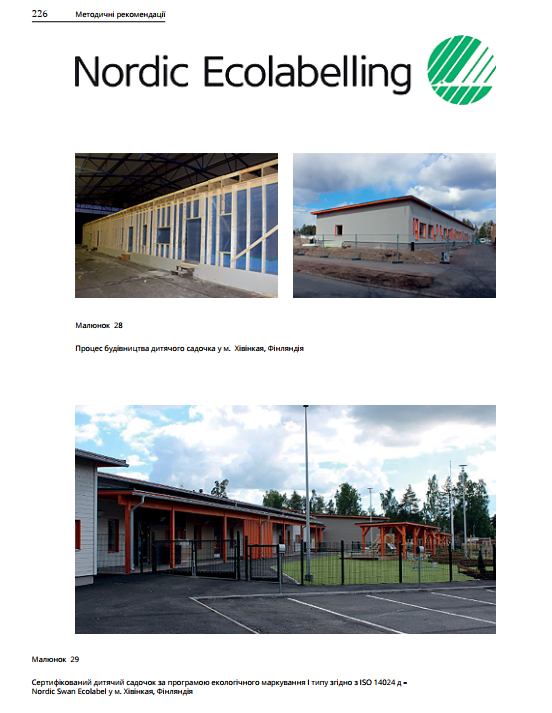 226
Методичні рекомендації
Nordic Ecolabelling
Малюнок 28
Процес будівництва дитячого садочка у м. Хівінкая, Фінляндія
Малюнок 29
Сертифікований дитячий садочок за програмою екологічного маркування І типу згідно з ISO 14024 д =
Nordic Swan Ecolabel у м. Хівінкая, Фінляндія